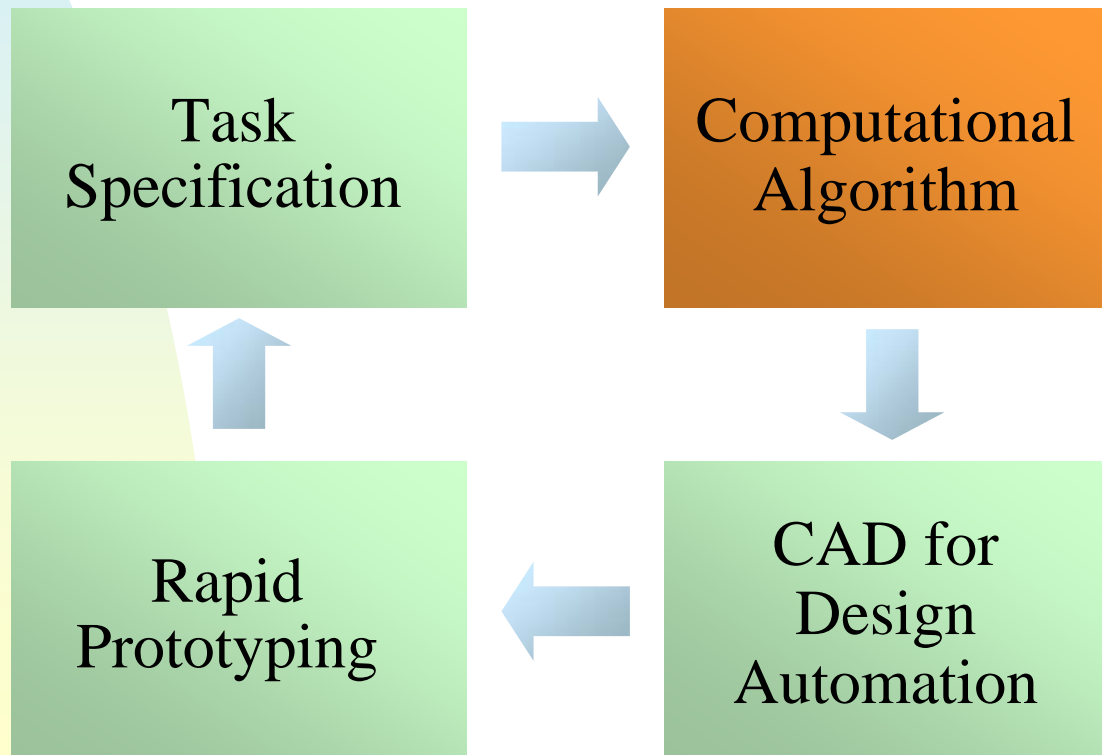 Task
Specification
Computational
Algorithm
Rapid
Prototyping
CAD for
Design
Automation